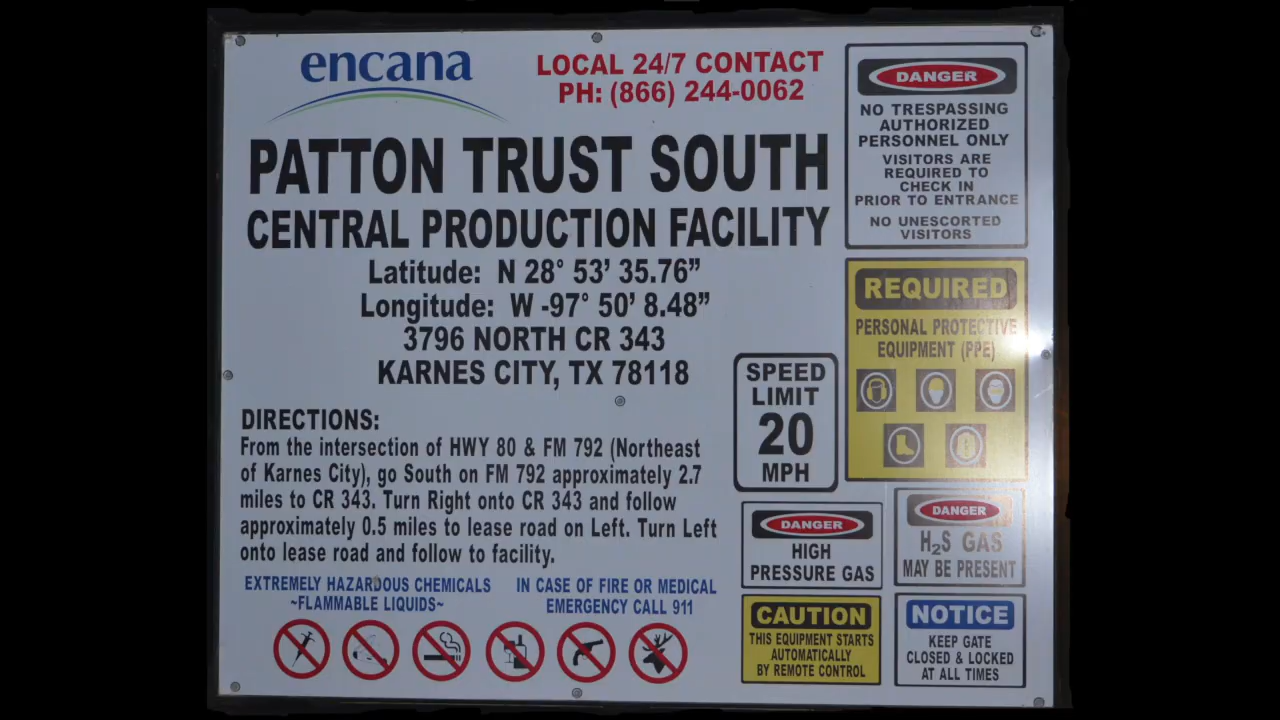 encana
LOCAL 24/7 CONTACT
PH: (866) 244-0062
PATTON TRUST SOUTH
CENTRAL PRODUCTION FACILITY
Latitude: N 28° 53’ 35.76”
Longitude: W -97° 50’ 8.48”
3796 NORTH CR 343
KARNES CITY, TX 78118
DIRECTIONS:
From the intersection of HWY 80 & FM 792 (Northeast
of Karnes City), go South on FM 792 approximately 2.7
miles to CR 343. Turn Right onto CR 343 and follow
approximately 0.5 miles to lease road on Left. Turn Left
onto lease road and follow to facility.
EXTREMELY HAZARDOUS CHEMICALS
~FLAMMABLE LIQUIDS~
IN CASE OF FIRE OR MEDICAL
EMERGENCY CALL 911
DANGER
NO TRESPASSING
AUTHORIZED
PERSONNEL ONLY
VISITORS ARE
REQUIRED TO
CHECK IN
PRIOR TO ENTRANCE
NO UNESCORTED
VISITORS
REQUIRED
PERSONAL PROTECTIVE
EQUIPMENT (PPE)
SPEED
LIMIT
20
MPH
DANGER
HIGH
PRESSURE GAS
DANGER
H₂S GAS
MAY BE PRESENT
CAUTION
THIS EQUIPMENT STARTS
AUTOMATICALLY
BY REMOTE CONTROL
NOTICE
KEEP GATE
CLOSED & LOCKED
AT ALL TIMES